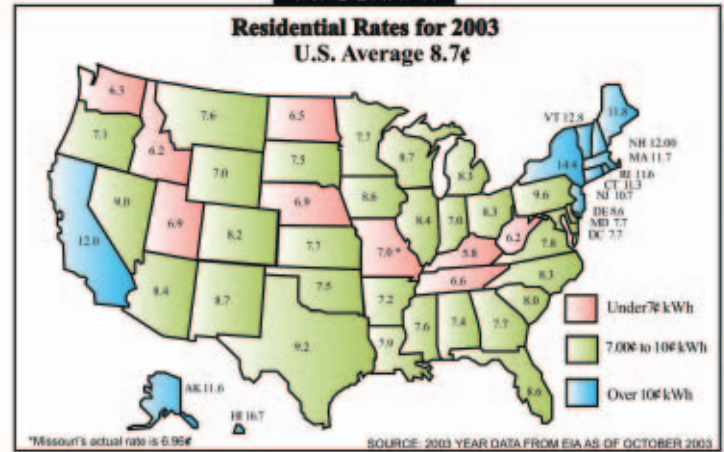 Residential Rates for 2003
U.S. Average 8.7¢
6.3
7.1
12.0
9.0
6.2
7.6
7.0
6.9
8.2
8.4
8.7
6.5
7.5
6.9
7.7
7.5
9.2
7.7
8.6
7.0 *
7.2
7.9
8.7
8.4
8.3
7.0
8.3
5.8
6.6
7.6
7.4
7.7
8.6
8.0
8.3
7.8
6.2
9.6
14.4
11.8
VT 12.8
NH 12.00
MA 11.7
RI 11.6
CT 11.3
NJ 10.7
DE 8.6
MD 7.7
DC 7.7
AK 11.6
HI 16.7
Under7¢ kWh
7.00¢ to 10¢ kWh
Over 10¢ kWh
*Missouri's actual rate is 6.96¢
SOURCE: 2003 YEAR DATA FROM EIA AS OF OCTOBER 2003